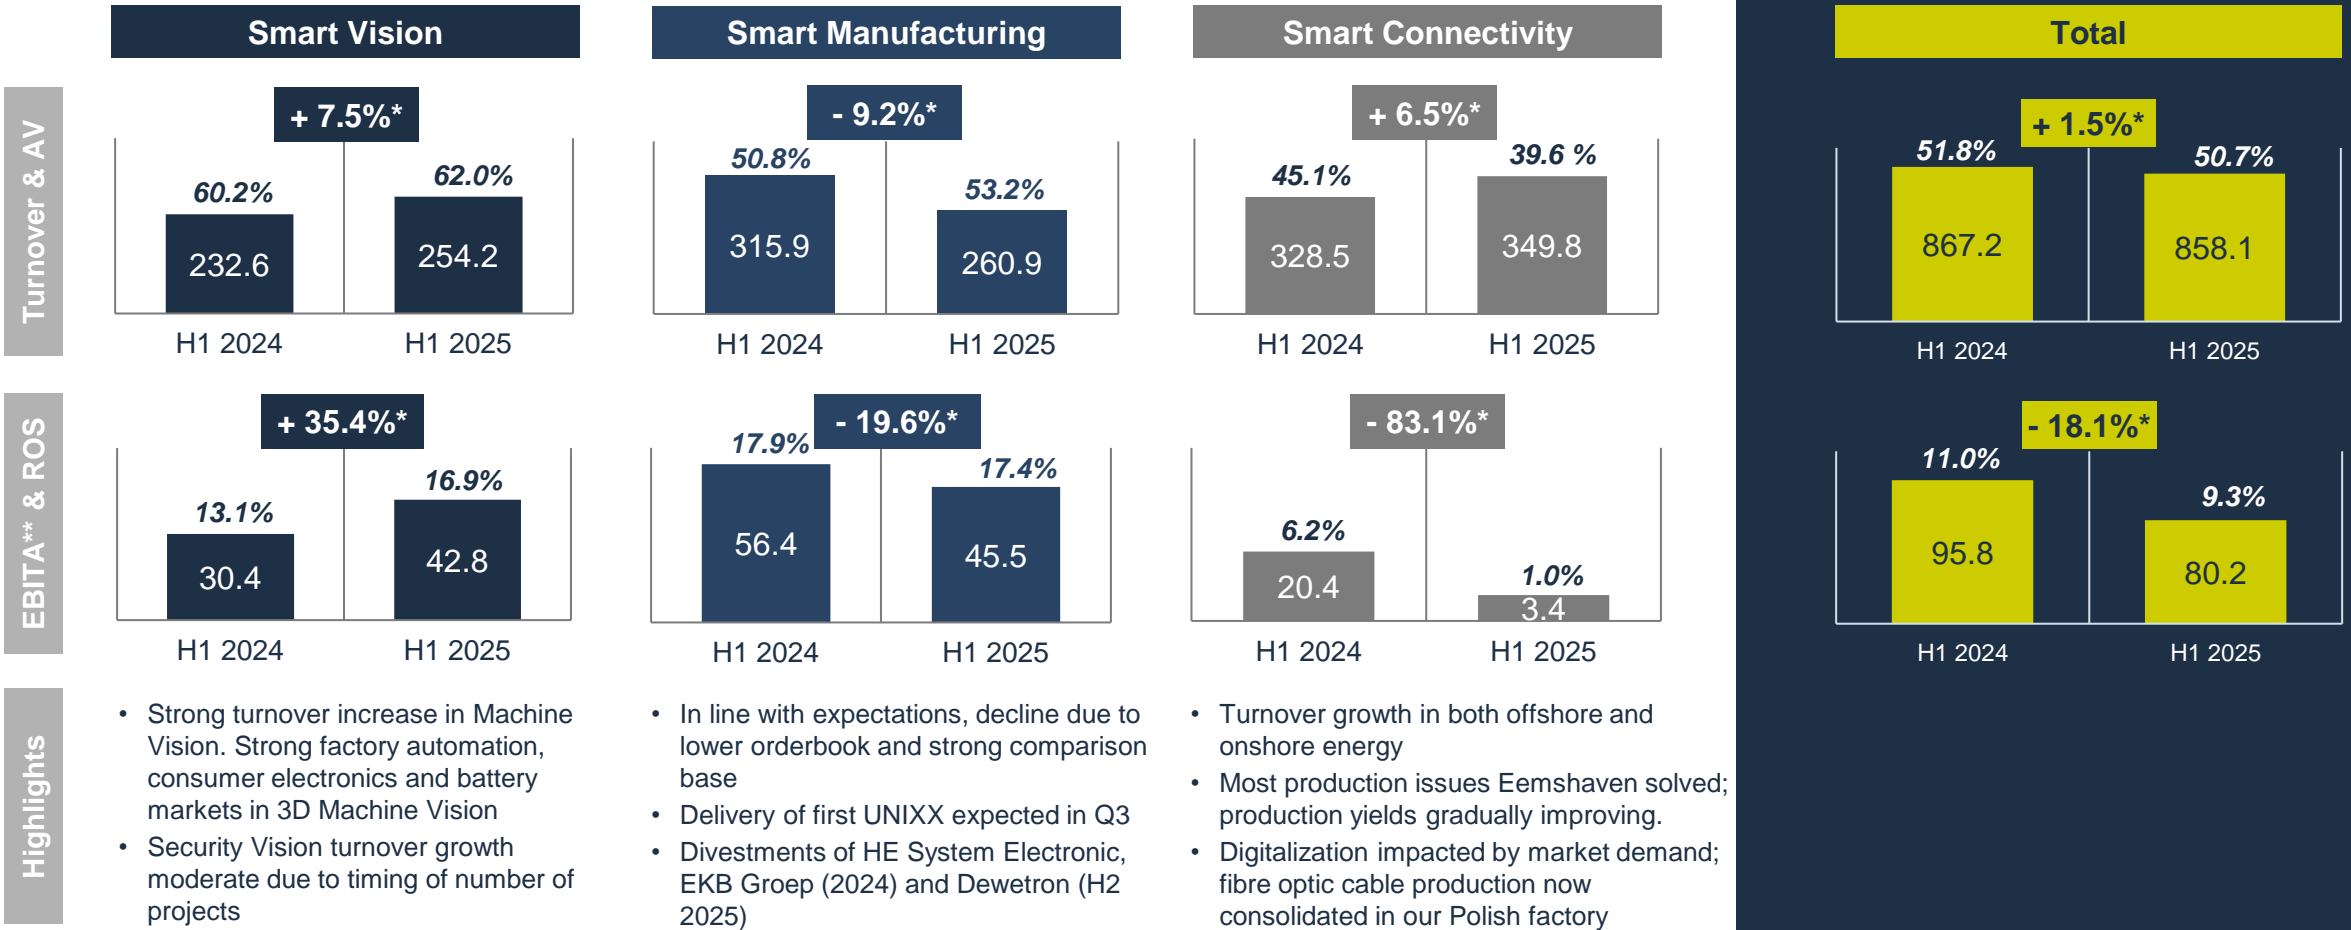 Smart Vision
Smart Manufacturing
Smart Connectivity
Total
Turnover & AV
+ 7.5%*
60.2%
62.0%
232.6
254.2
H1 2024
H1 2025
- 9.2%*
50.8%
53.2%
315.9
260.9
H1 2024
H1 2025
+ 6.5%*
45.1%
39.6 %
328.5
349.8
H1 2024
H1 2025
+ 1.5%*
51.8%
50.7%
867.2
858.1
H1 2024
H1 2025
EBITA** & ROS
+ 35.4%*
13.1%
16.9%
30.4
42.8
H1 2024
H1 2025
- 19.6%*
17.9%
17.4%
56.4
45.5
H1 2024
H1 2025
- 83.1%*
6.2%
1.0%
20.4
3.4
H1 2024
H1 2025
- 18.1%*
11.0%
9.3%
95.8
80.2
H1 2024
H1 2025
Highlights
• Strong turnover increase in Machine
Vision. Strong factory automation,
consumer electronics and battery
markets in 3D Machine Vision
• Security Vision turnover growth
moderate due to timing of number of
projects
• In line with expectations, decline due to
lower orderbook and strong comparison
base
• Delivery of first UNIXX expected in Q3
• Divestments of HE System Electronic,
EKB Groep (2024) and Dewetron (H2
2025)
• Turnover growth in both offshore and
onshore energy
• Most production issues Eemshaven solved;
production yields gradually improving.
• Digitalization impacted by market demand;
fibre optic cable production now
consolidated in our Polish factory